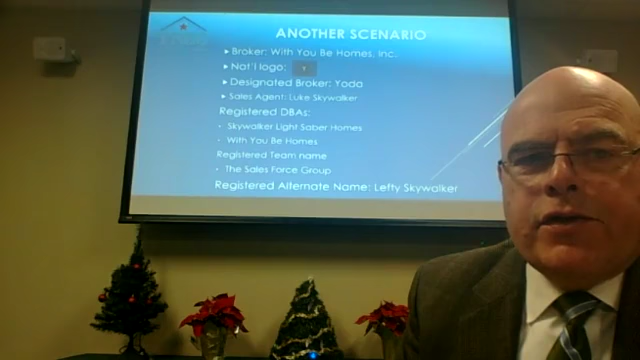 ANOTHER SCENARIO
Broker: With You Be Homes, Inc.
Nat'l logo:
Designated Broker: Yoda
Sales Agent: Luke Skywalker
Registered DBAs:
Skywalker Light Saber Homes
With You Be Homes
Registered Team name
The Sales Force Group
Registered Alternate Name: Lefty Skywalker